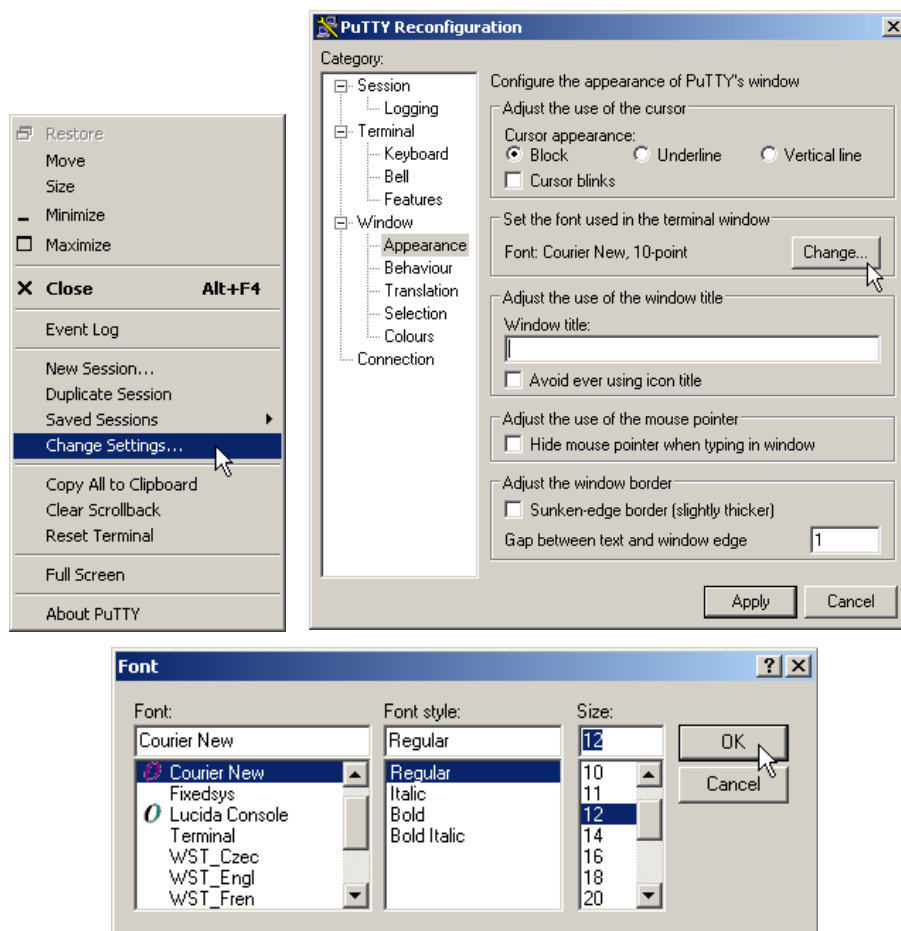 Restore
Move
Size
Minimize
Maximize
Close Alt+F4
Event Log
New Session...
Duplicate Session
Saved Sessions
Change Settings...
Copy All to Clipboard
Clear Scrollback
Reset Terminal
Full Screen
About PuTTY
PuTTY Reconfiguration
Category:
Session
Logging
Terminal
Keyboard
Bell
Features
Window
Appearance
Behaviour
Translation
Selection
Colours
Connection
Configure the appearance of PuTTY's window
Adjust the use of the cursor
Cursor appearance:
Block Underline Vertical line
Cursor blinks
Set the font used in the terminal window
Font: Courier New, 10-point Change...
Adjust the use of the window title
Window title:
Avoid ever using icon title
Adjust the use of the mouse pointer
Hide mouse pointer when typing in window
Adjust the window border
Sunken-edge border (slightly thicker)
Gap between text and window edge 1
Apply Cancel
Font
Font:
Courier New
Courier New
Fixedsys
Lucida Console
Terminal
WST_Czec
WST_Engl
WST_Fren
Font style:
Regular
Regular
Italic
Bold
Bold Italic
Size:
12
10
11
12
14
16
18
20
OK
Cancel